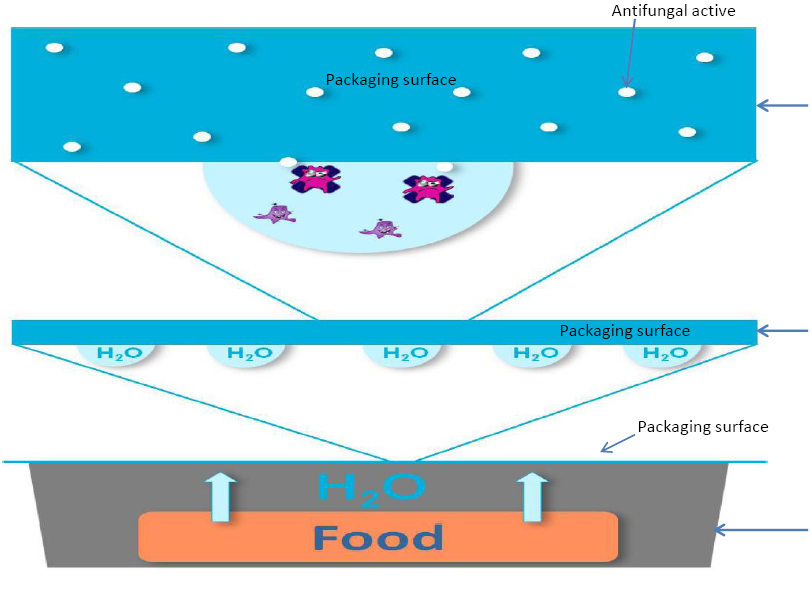 Antifungal active
Packaging surface
Packaging surface
H₂O H₂O H₂O H₂O H₂O
Packaging surface
H₂O
Food